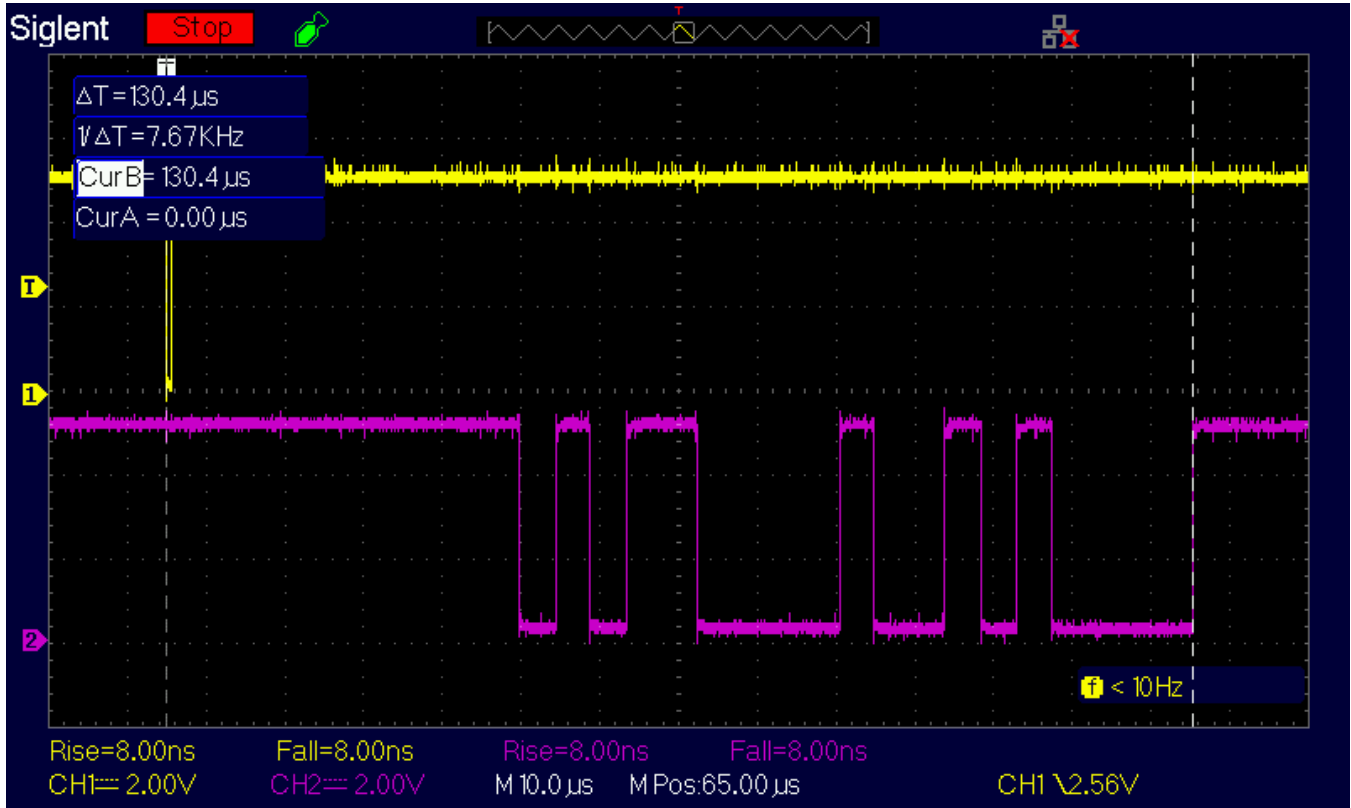 Siglent Stop
T
T
ΔT=130.4µs
1/ΔT=7.67KHz
CurB= 130.4µs
CurA = 0.00µs
T
1
2
f < 10Hz
Rise=8.00ns Fall=8.00ns Rise=8.00ns Fall=8.00ns
CH1⎓ 2.00V CH2⎓ 2.00V M 10.0µs M Pos:65.00µs CH1 \2.56V